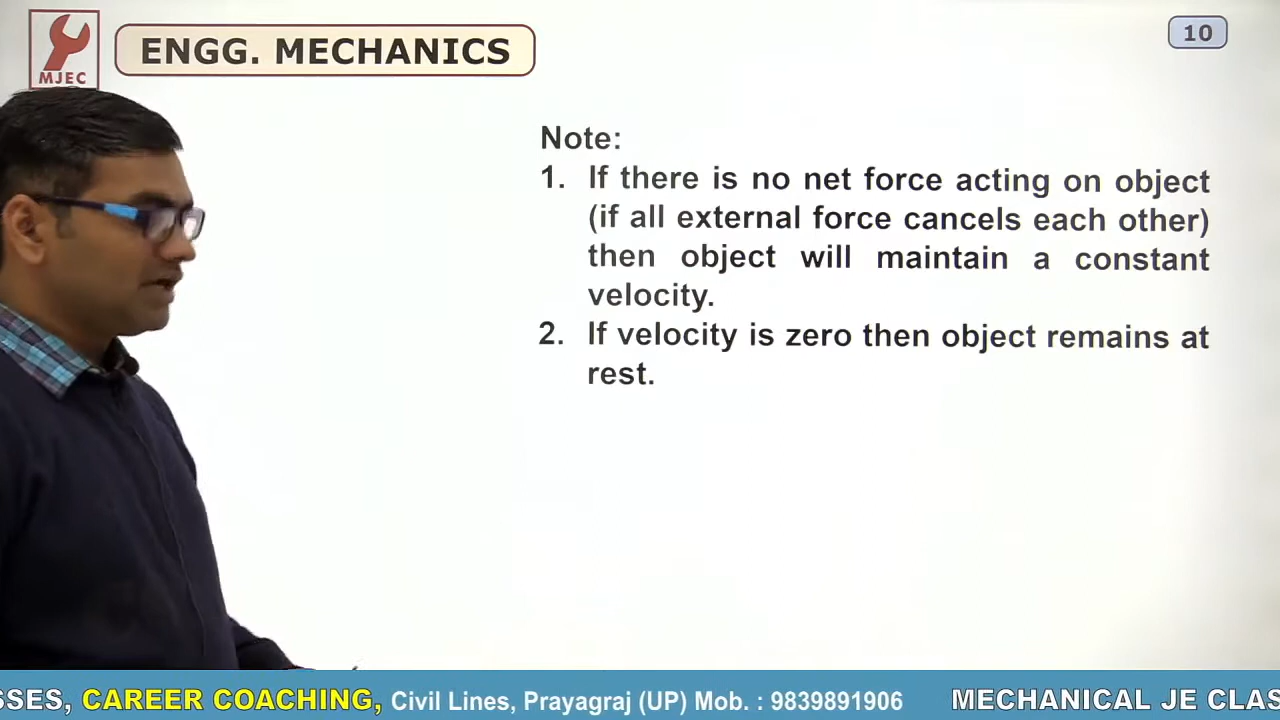 MJEC
ENGG. MECHANICS
10
Note:
1. If there is no net force acting on object
(if all external force cancels each other)
then object will maintain a constant
velocity.
2. If velocity is zero then object remains at
rest.
SSES, CAREER COACHING, Civil Lines, Prayagraj (UP) Mob. : 9839891906 MECHANICAL JE CLAS